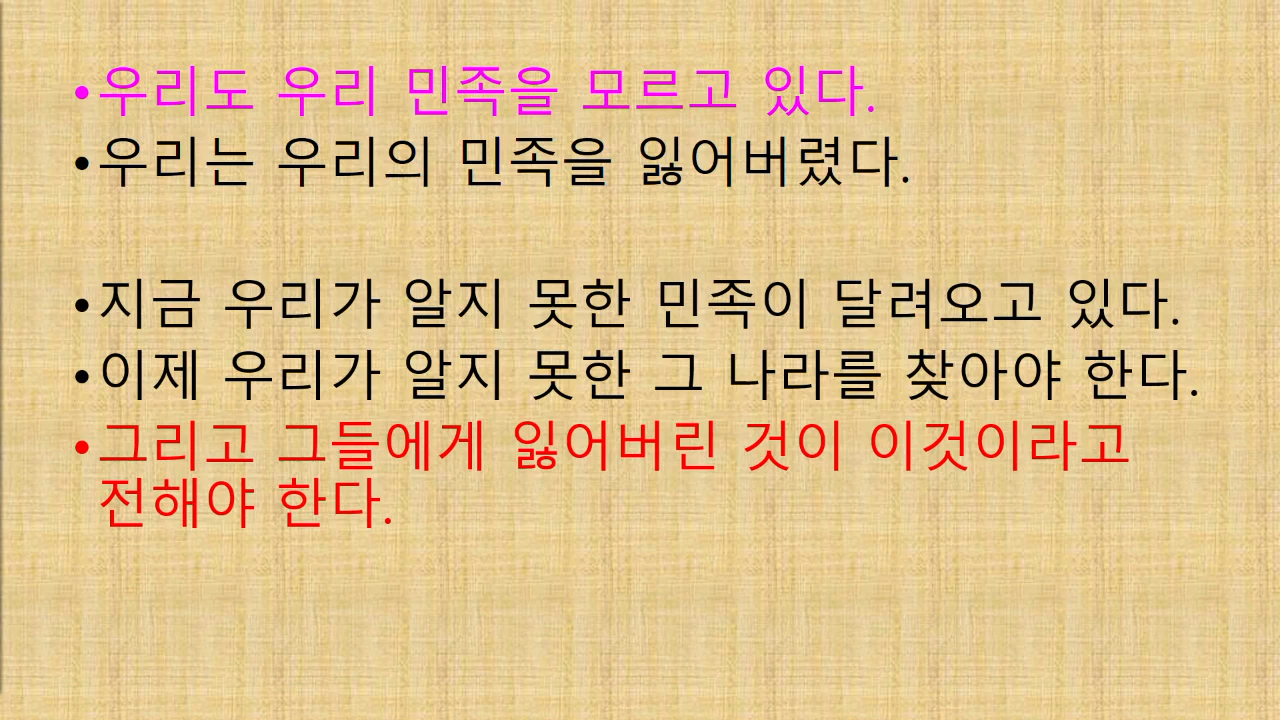 •우리도 우리 민족을 모르고 있다.
•우리는 우리의 민족을 잃어버렸다.
•지금 우리가 알지 못한 민족이 달려오고 있다.
•이제 우리가 알지 못한 그 나라를 찾아야 한다.
•그리고 그들에게 잃어버린 것이 이것이라고
전해야 한다.